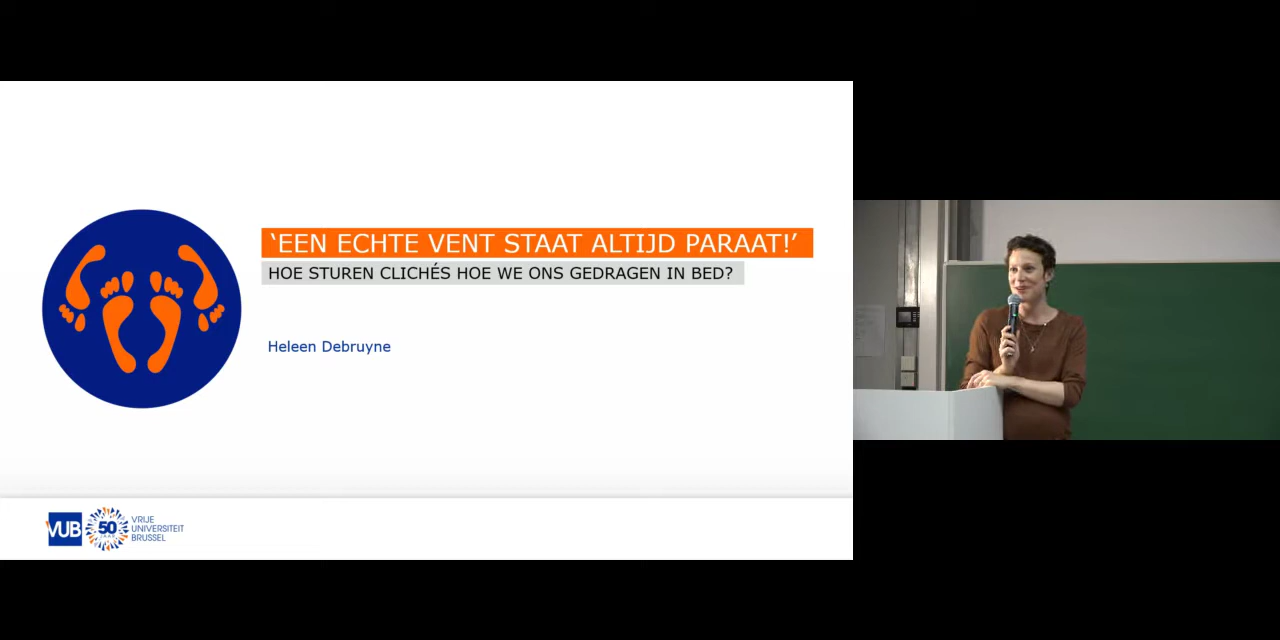 ‘EEN ECHTE VENT STAAT ALTIJD PARAAT!’
HOE STUREN CLICHÉS HOE WE ONS GEDRAGEN IN BED?
Heleen Debruyne
VUB
50
JAAR
VRIJE
UNIVERSITEIT
BRUSSEL